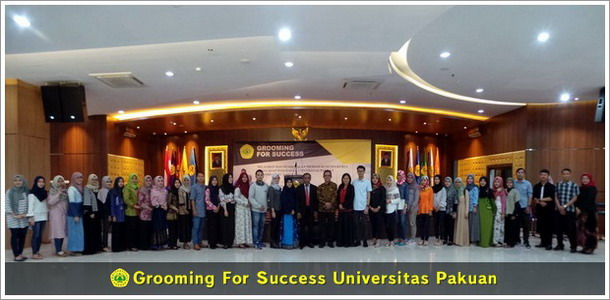 GROOMING
FOR SUCCESS
Grooming For Success Universitas Pakuan